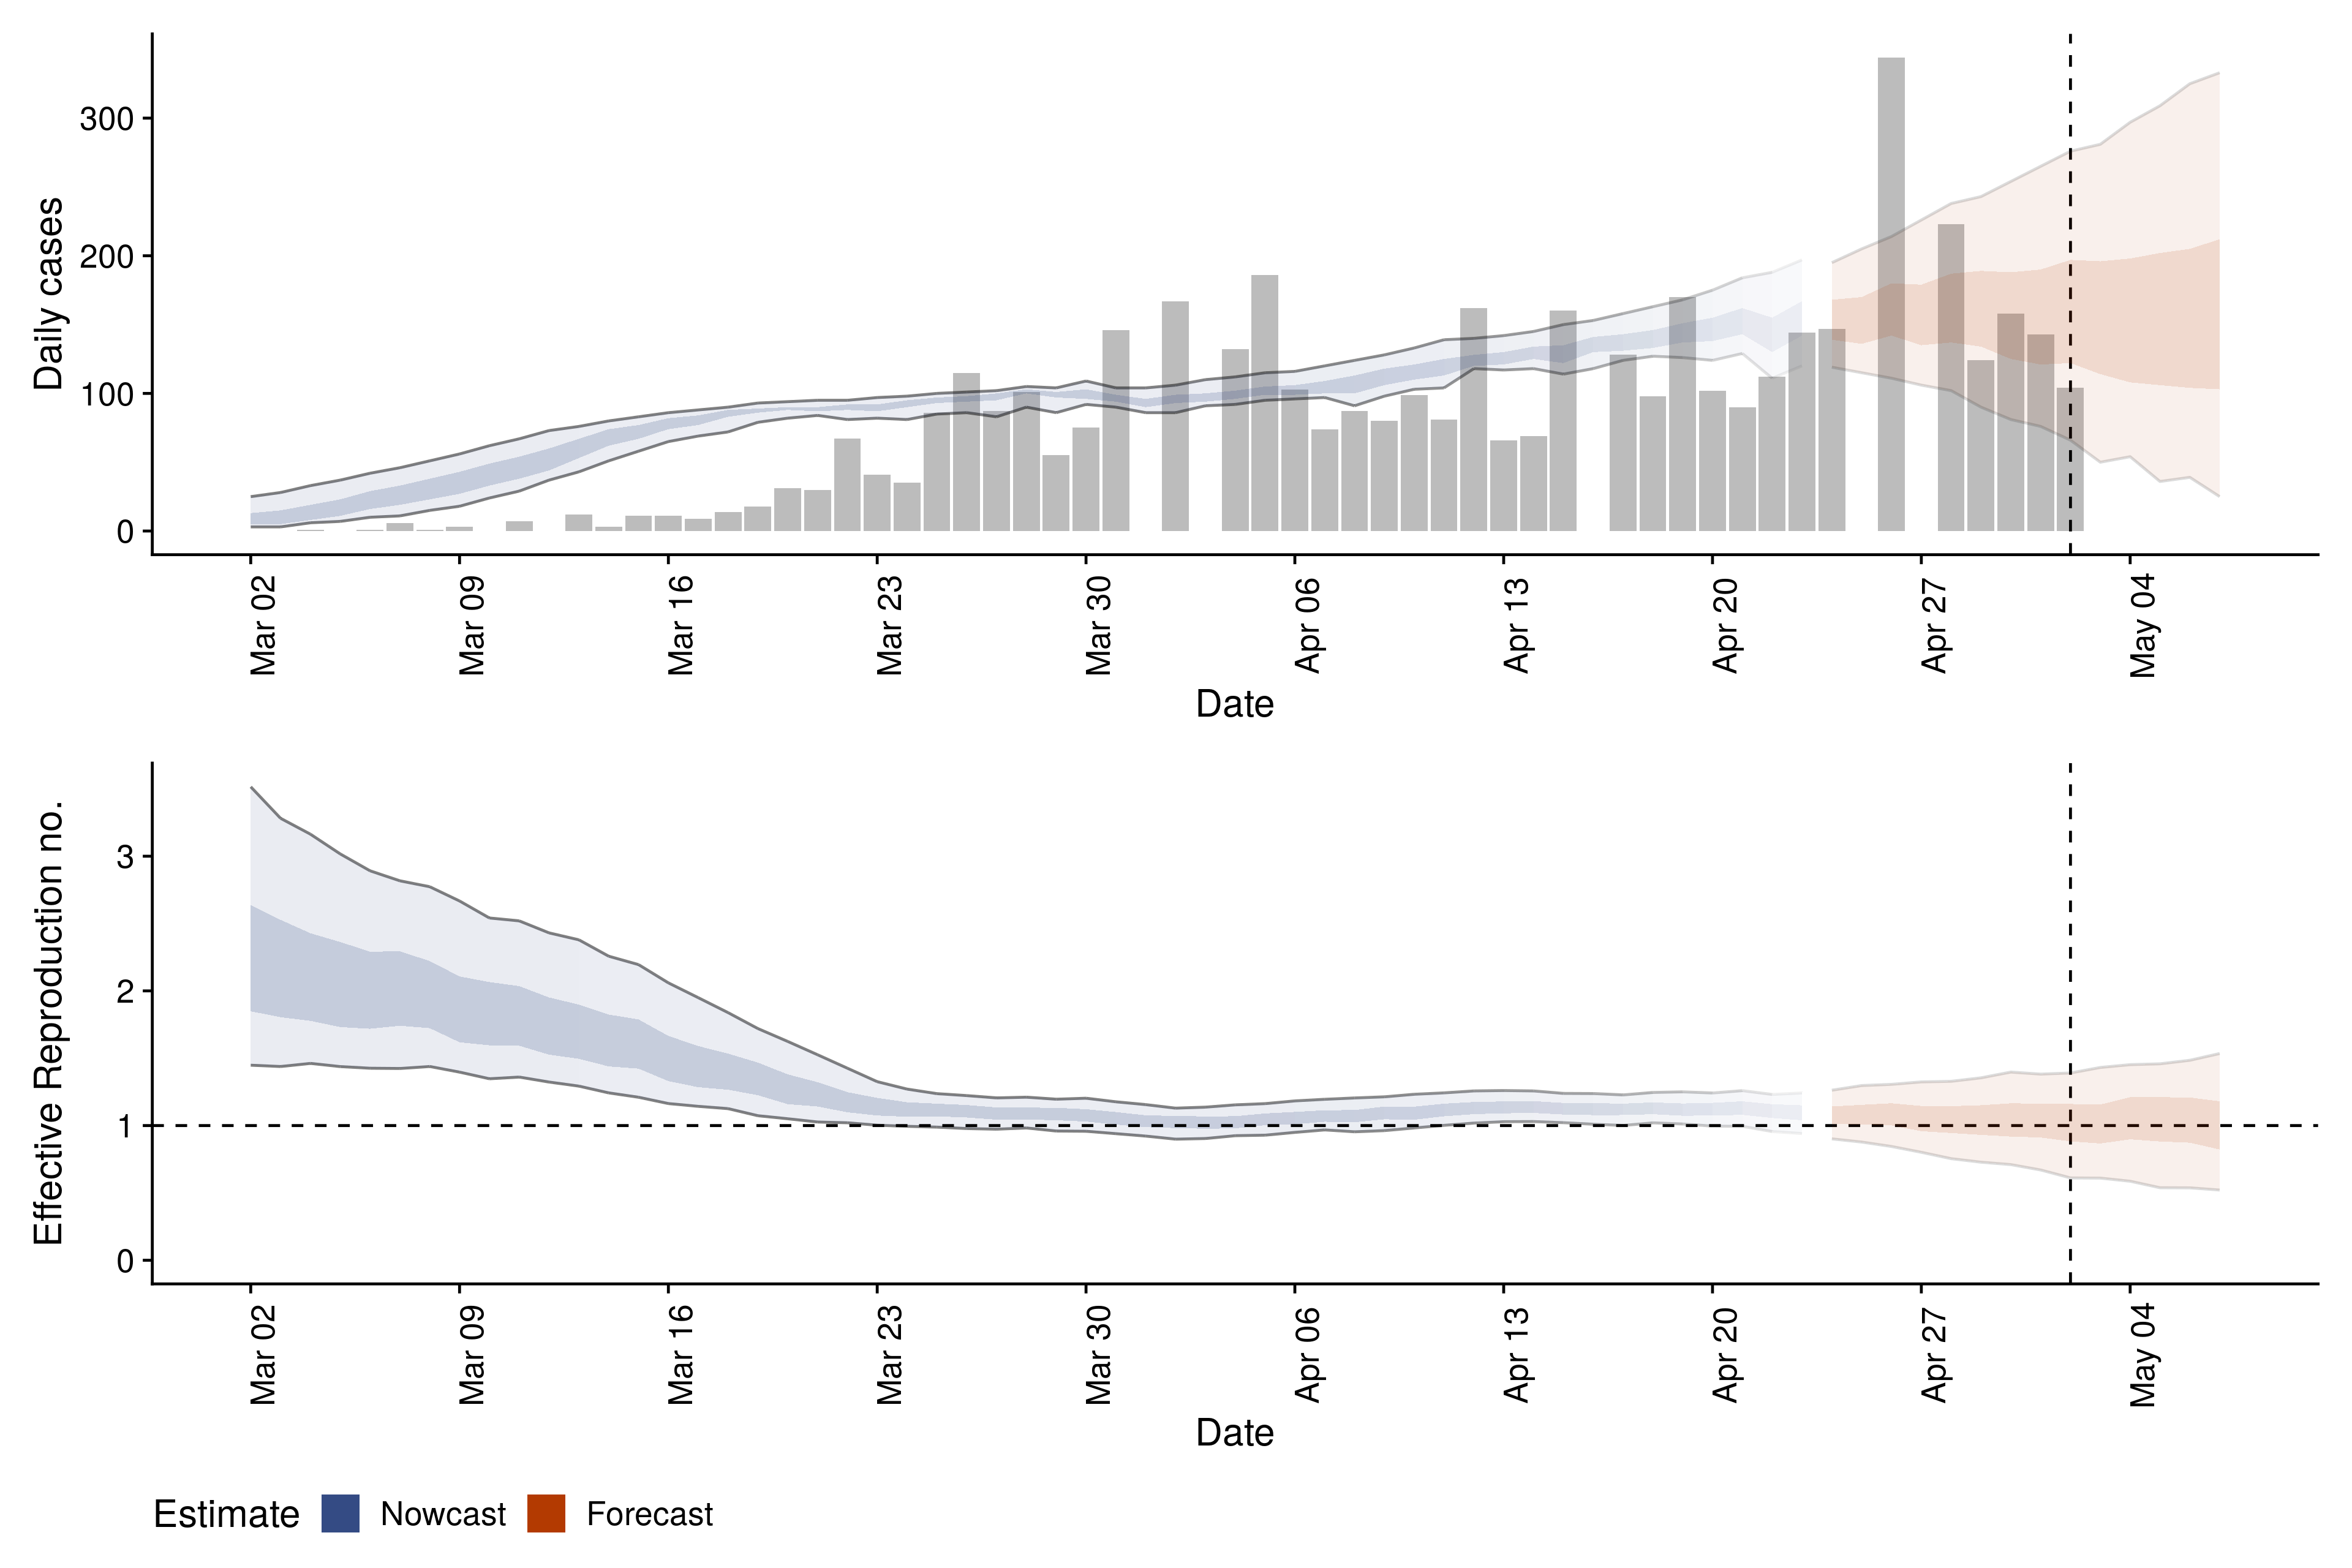 Daily cases
300
200
100
0
Mar 02
Mar 09
Mar 16
Mar 23
Mar 30
Apr 06
Apr 13
Apr 20
Apr 27
May 04
Date
Effective Reproduction no.
3
2
1
0
Mar 02
Mar 09
Mar 16
Mar 23
Mar 30
Apr 06
Apr 13
Apr 20
Apr 27
May 04
Date
Estimate Nowcast Forecast